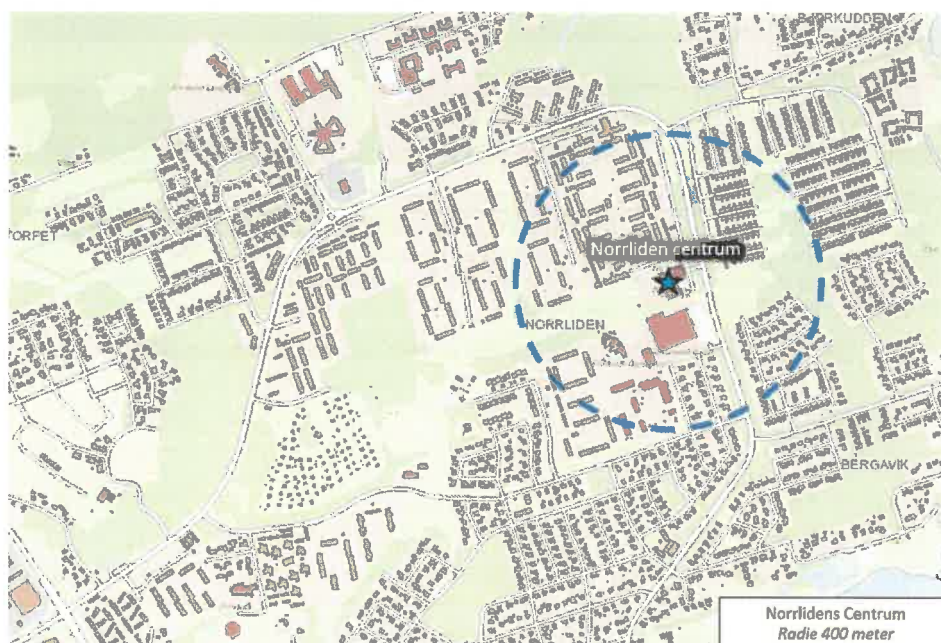 BJÖRKUDDEN
TORPET
Norrliden centrum
NORRLIDEN
BERGAVIK
Norrlidens Centrum
Radie 400 meter